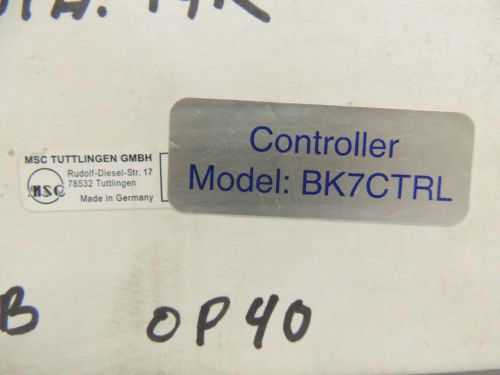 MSC TUTTLINGEN GMBH
Rudolf-Diesel-Str. 17
78532 Tuttlingen
Made in Germany
MSC
Controller
Model: BK7CTRL
B OP40